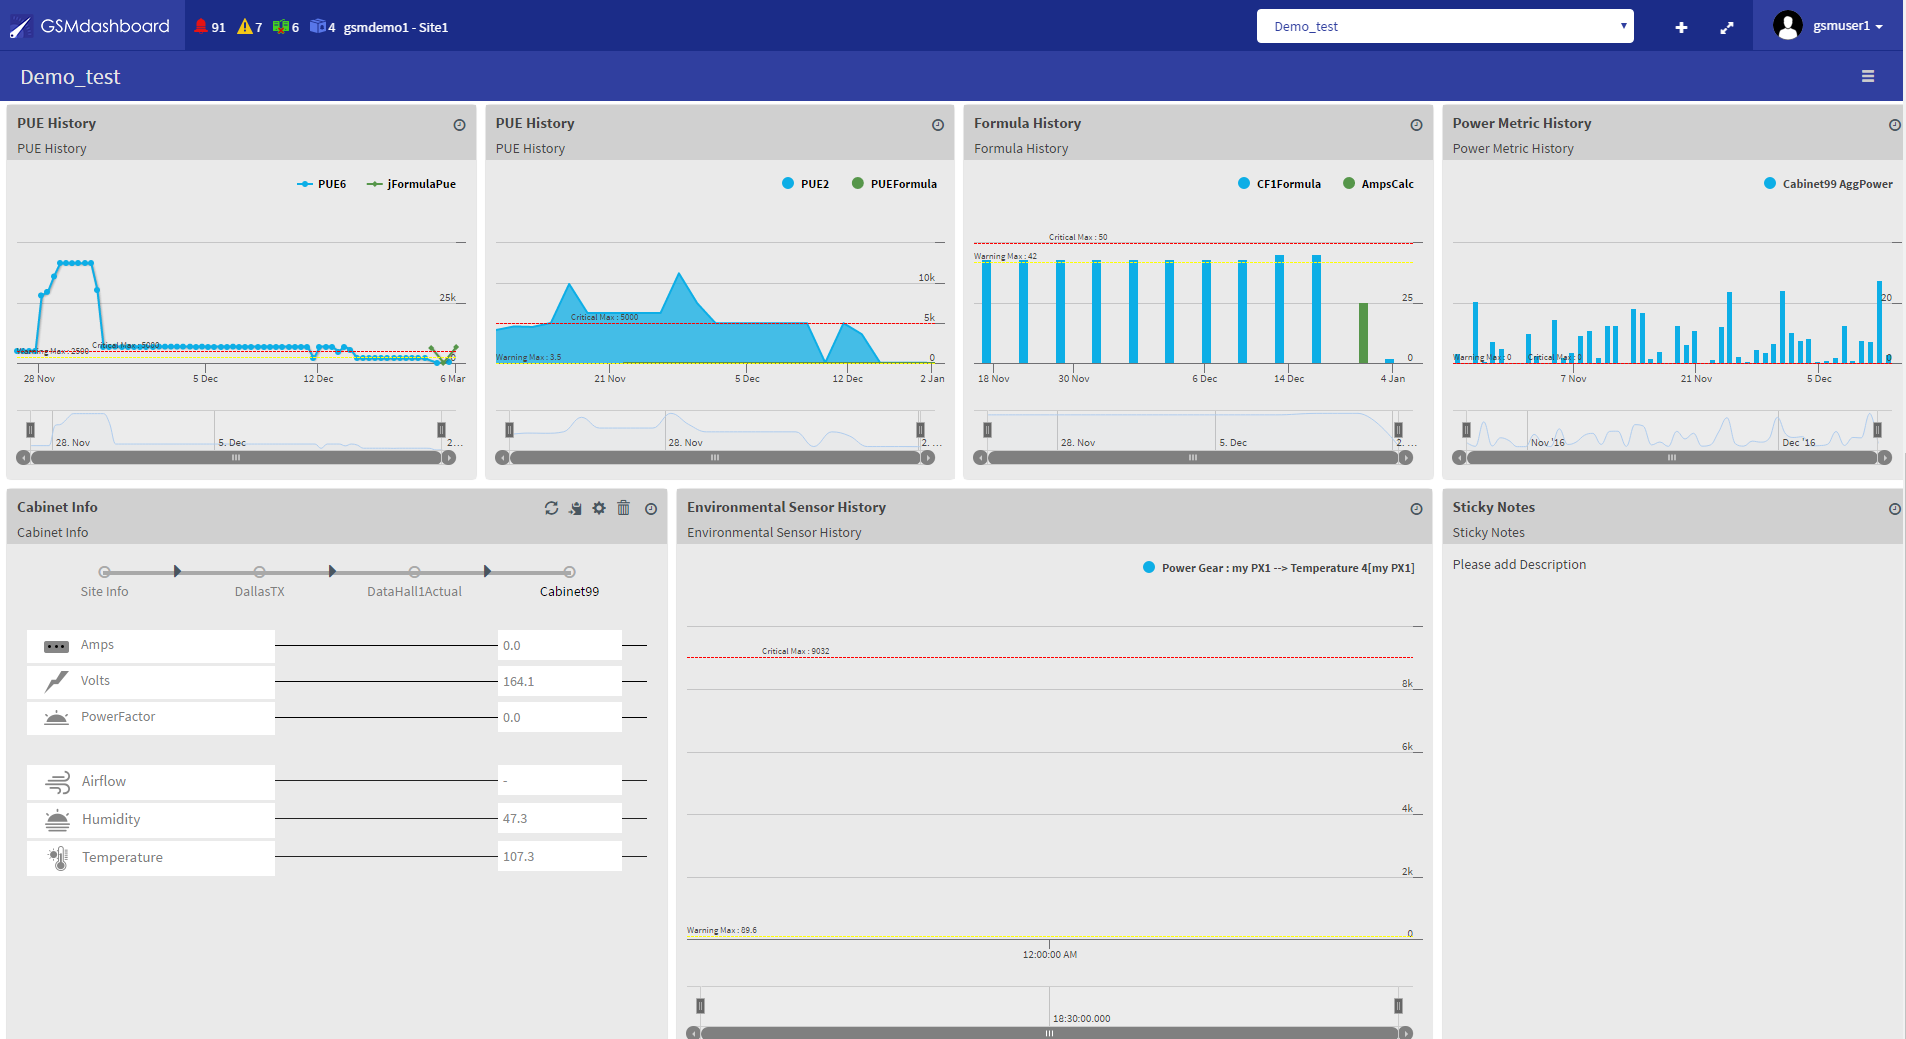 GSMdashboard 91 7 6 4 gsmdemo1 - Site1 Demo_test gsmuser1
Demo_test
PUE History
PUE History
PUE6 jFormulaPue
25k
Critical Max : 5000
Warning Max : 2500
0
28 Nov 5 Dec 12 Dec 6 Mar
28. Nov 5. Dec 2...
PUE History
PUE History
PUE2 PUEFormula
10k
Critical Max : 5000 5k
Warning Max : 3.5 0
21 Nov 5 Dec 12 Dec 2 Jan
28. Nov 2...
Formula History
Formula History
CF1Formula AmpsCalc
Critical Max : 50
Warning Max : 42
25
0
18 Nov 30 Nov 6 Dec 14 Dec 4 Jan
28. Nov 5. Dec 2. ...
Power Metric History
Power Metric History
Cabinet99 AggPower
20
Warning Max : 0 Critical Max : 0 0
7 Nov 21 Nov 5 Dec
Nov '16 Dec '16
Cabinet Info
Cabinet Info
Site Info DallasTX DataHall1Actual Cabinet99
Amps 0.0
Volts 164.1
PowerFactor 0.0
Airflow -
Humidity 47.3
Temperature 107.3
Environmental Sensor History
Environmental Sensor History
Power Gear : my PX1 --> Temperature 4[my PX1]
Critical Max : 9032
8k
6k
4k
2k
Warning Max : 89.6 0
12:00:00 AM
18:30:00.000
Sticky Notes
Sticky Notes
Please add Description